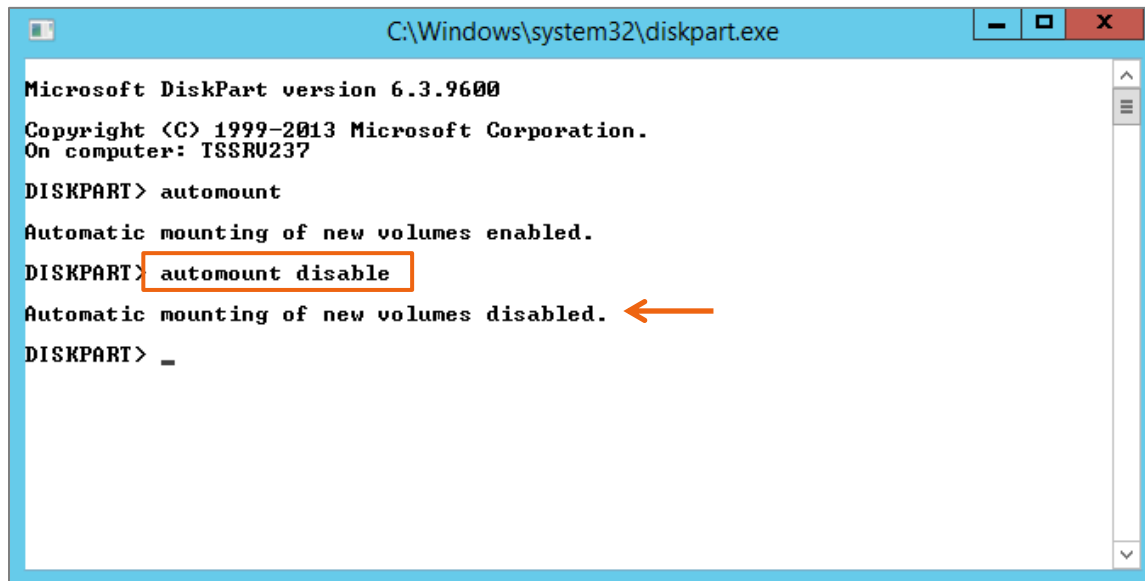 C:\Windows\system32\diskpart.exe
Microsoft DiskPart version 6.3.9600
Copyright (C) 1999-2013 Microsoft Corporation.
On computer: TSSRV237
DISKPART> automount
Automatic mounting of new volumes enabled.
DISKPART> automount disable
Automatic mounting of new volumes disabled.
DISKPART> _